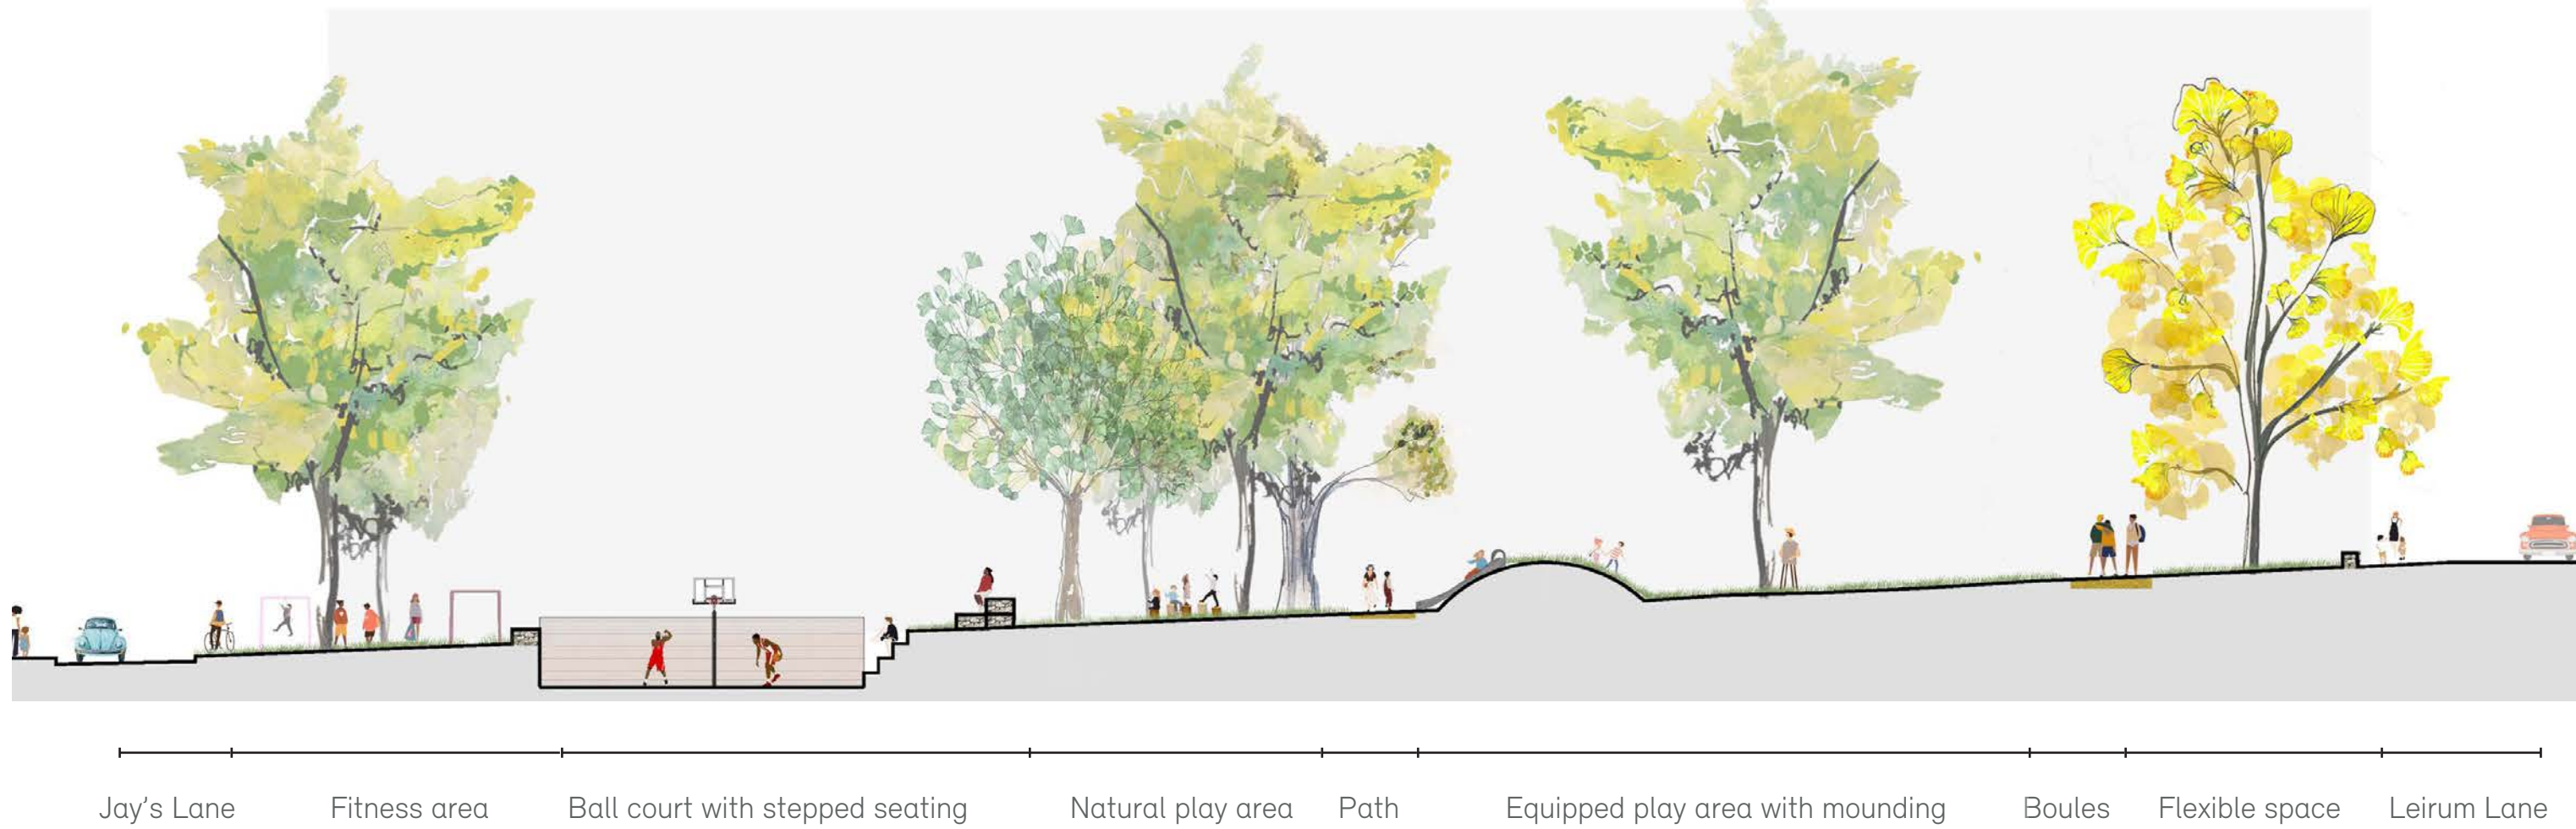 Jay's Lane Fitness area Ball court with stepped seating Natural play area Path Equipped play area with mounding Boules Flexible space Leirum Lane